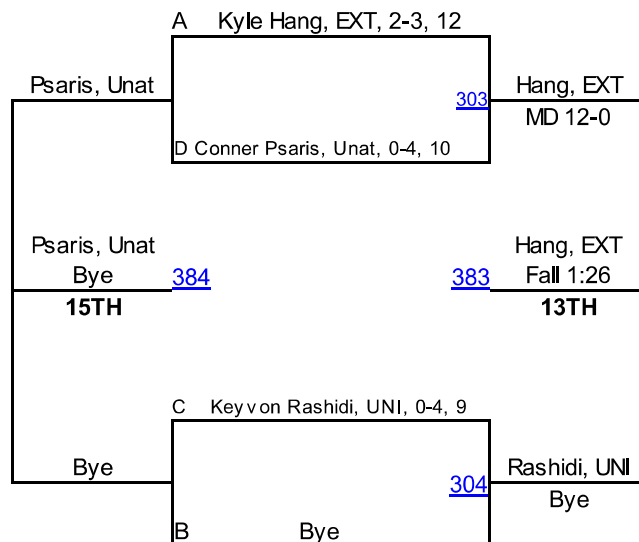 A Kyle Hang, EXT, 2-3, 12
Psaris, Unat
303
Hang, EXT
MD 12-0
D Conner Psaris, Unat, 0-4, 10
Psaris, Unat
Bye
384
15TH
Hang, EXT
383
Fall 1:26
13TH
C Keyvon Rashidi, UNI, 0-4, 9
Bye
304
Rashidi, UNI
Bye
B Bye